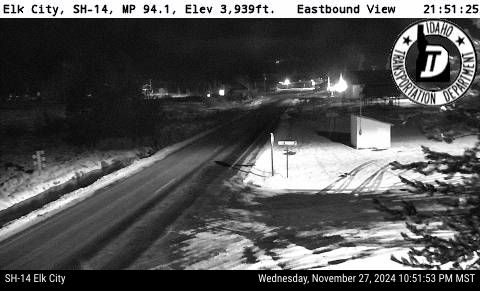 Elk City, SH-14, MP 94.1, Elev 3,939ft. Eastbound View 21:51:25
IDAHO
TRANSPORTATION DEPARTMENT
SH-14 Elk City Wednesday, November 27, 2024 10:51:53 PM MST